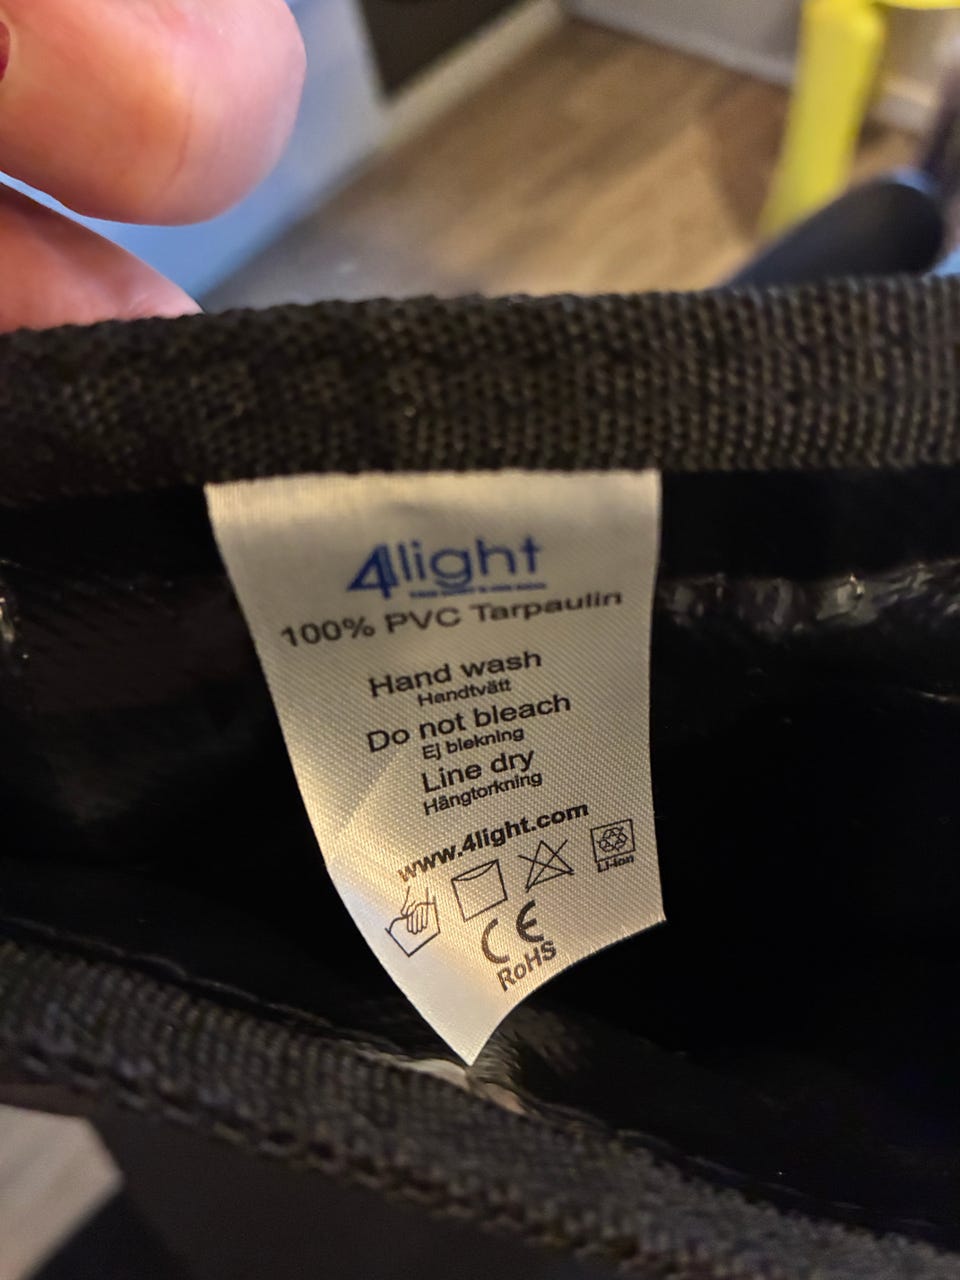 4light
100% PVC Tarpaulin
Hand wash
Handtvätt
Do not bleach
Ej blekning
Line dry
Hängtorkning
www.4light.com
Li-ion
CE
RoHS